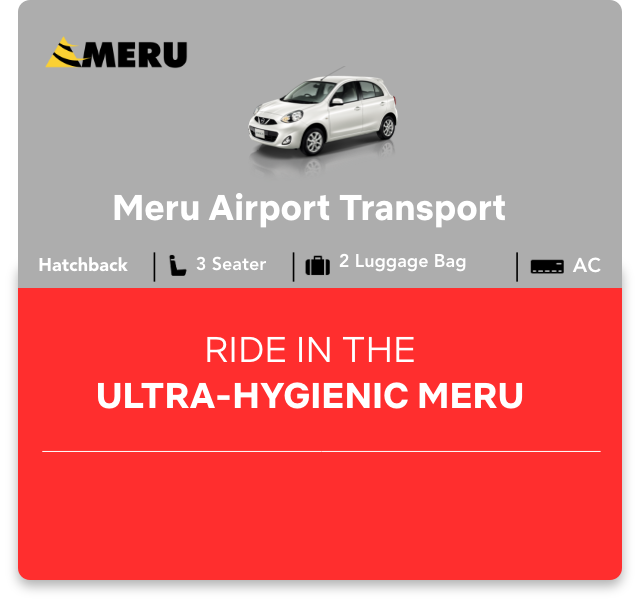 MERU
Meru Airport Transport
Hatchback
3 Seater
2 Luggage Bag
AC
RIDE IN THE
ULTRA-HYGIENIC MERU